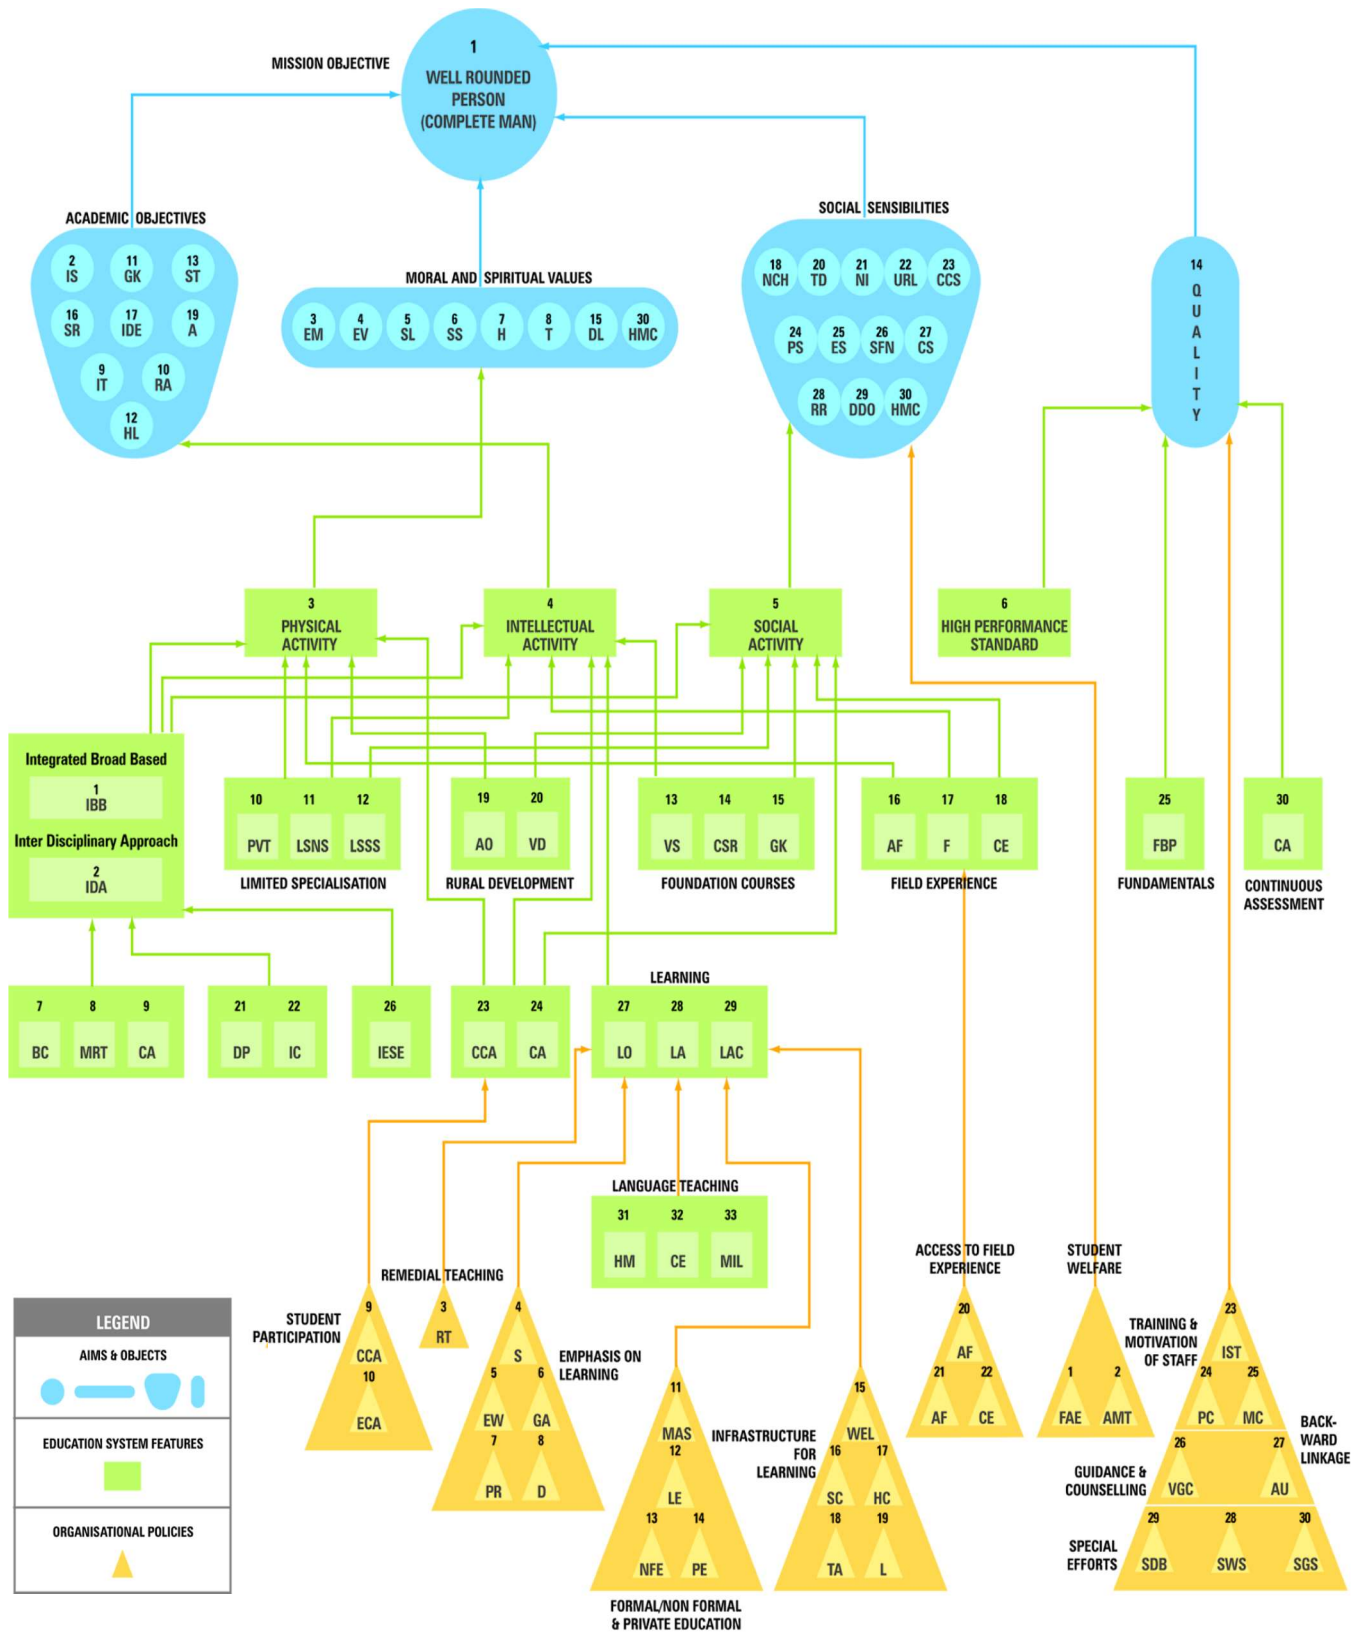 MISSION OBJECTIVE
1
WELL ROUNDED
PERSON
(COMPLETE MAN)
ACADEMIC OBJECTIVES
2 11 13
IS GK ST
16 17 19
SR IDE A
9 10
IT RA
12
HL
MORAL AND SPIRITUAL VALUES
3 4 5 6 7 8 15 30
EM EV SL SS H T DL HMC
SOCIAL SENSIBILITIES
18 20 21 22 23
NCH TD NI URL CCS
24 25 26 27
PS ES SFN CS
28 29 30
RR DDO HMC
14
Q
U
A
L
I
T
Y
3
PHYSICAL
ACTIVITY
4
INTELLECTUAL
ACTIVITY
5
SOCIAL
ACTIVITY
6
HIGH PERFORMANCE
STANDARD
Integrated Broad Based
1
IBB
Inter Disciplinary Approach
2
IDA
10 11 12
PVT LSNS LSSS
LIMITED SPECIALISATION
19 20
AO VD
RURAL DEVELOPMENT
13 14 15
VS CSR GK
FOUNDATION COURSES
16 17 18
AF F CE
FIELD EXPERIENCE
25
FBP
FUNDAMENTALS
30
CA
CONTINUOUS
ASSESSMENT
7 8 9
BC MRT CA
21 22
DP IC
26
IESE
23 24
CCA CA
LEARNING
27 28 29
LO LA LAC
LANGUAGE TEACHING
31 32 33
HM CE MIL
STUDENT
PARTICIPATION
9
CCA
10
ECA
REMEDIAL TEACHING
3
RT
4
S
5 6
EW GA
7 8
PR D
EMPHASIS ON
LEARNING
11
MAS
12
LE
13 14
NFE PE
FORMAL/NON FORMAL
& PRIVATE EDUCATION
INFRASTRUCTURE
FOR
LEARNING
15
WEL
16 17
SC HC
18 19
TA L
ACCESS TO FIELD
EXPERIENCE
20
AF
21 22
AF CE
STUDENT
WELFARE
1 2
FAE AMT
TRAINING &
MOTIVATION
OF STAFF
23
IST
24 25
PC MC
BACK-
WARD
LINKAGE
GUIDANCE &
COUNSELLING
26 27
VGC AU
SPECIAL
EFFORTS
29 28 30
SDB SWS SGS
LEGEND
AIMS & OBJECTS
EDUCATION SYSTEM FEATURES
ORGANISATIONAL POLICIES